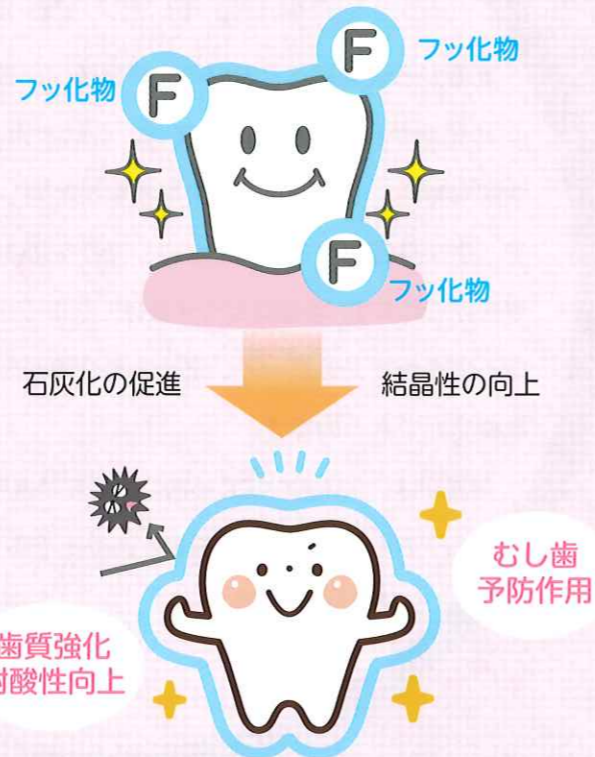 F
フッ化物
フッ化物
F
F
フッ化物
石灰化の促進
結晶性の向上
むし歯
予防作用
歯質強化
耐酸性向上